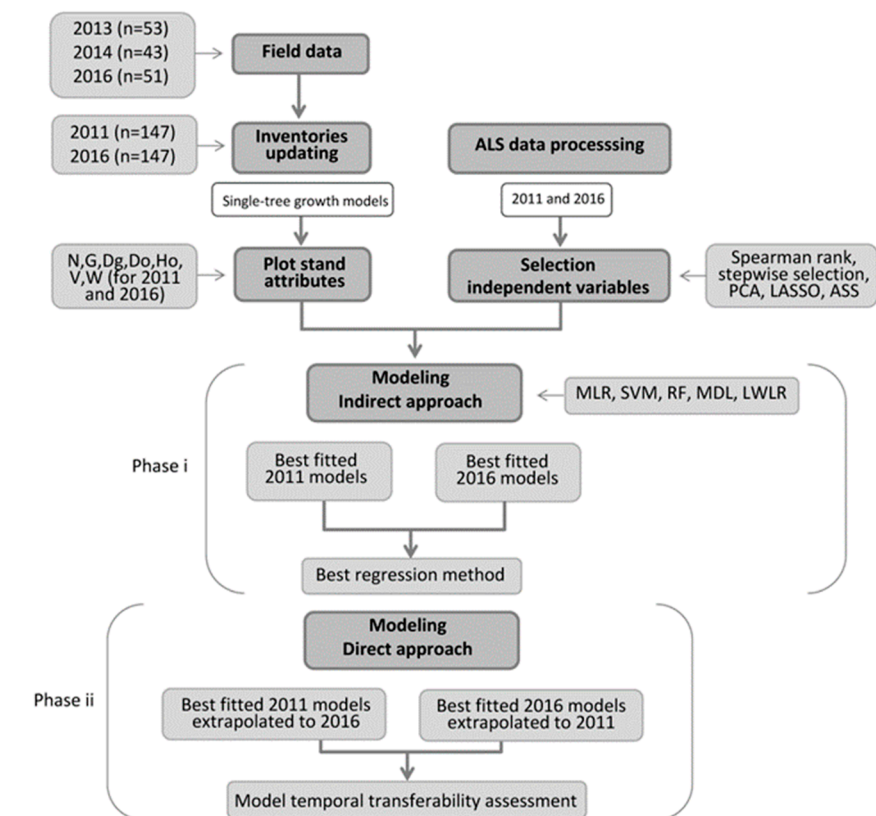 2013 (n=53)
2014 (n=43)
2016 (n=51)
Field data
2011 (n=147)
2016 (n=147)
Inventories
updating
ALS data processsing
Single-tree growth models
2011 and 2016
N,G,Dg,Do,Ho,
V,W (for 2011
and 2016)
Plot stand
attributes
Selection
independent variables
Spearman rank,
stepwise selection,
PCA, LASSO, ASS
Modeling
Indirect approach
MLR, SVM, RF, MDL, LWLR
Phase i
Best fitted
2011 models
Best fitted
2016 models
Best regression method
Modeling
Direct approach
Phase ii
Best fitted 2011 models
extrapolated to 2016
Best fitted 2016 models
extrapolated to 2011
Model temporal transferability assessment